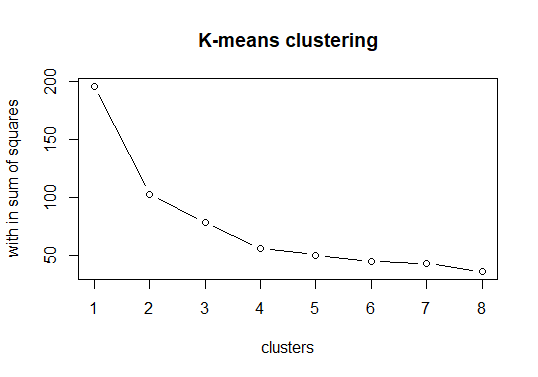 K-means clustering
with in sum of squares
200
150
100
50
1 2 3 4 5 6 7 8
clusters